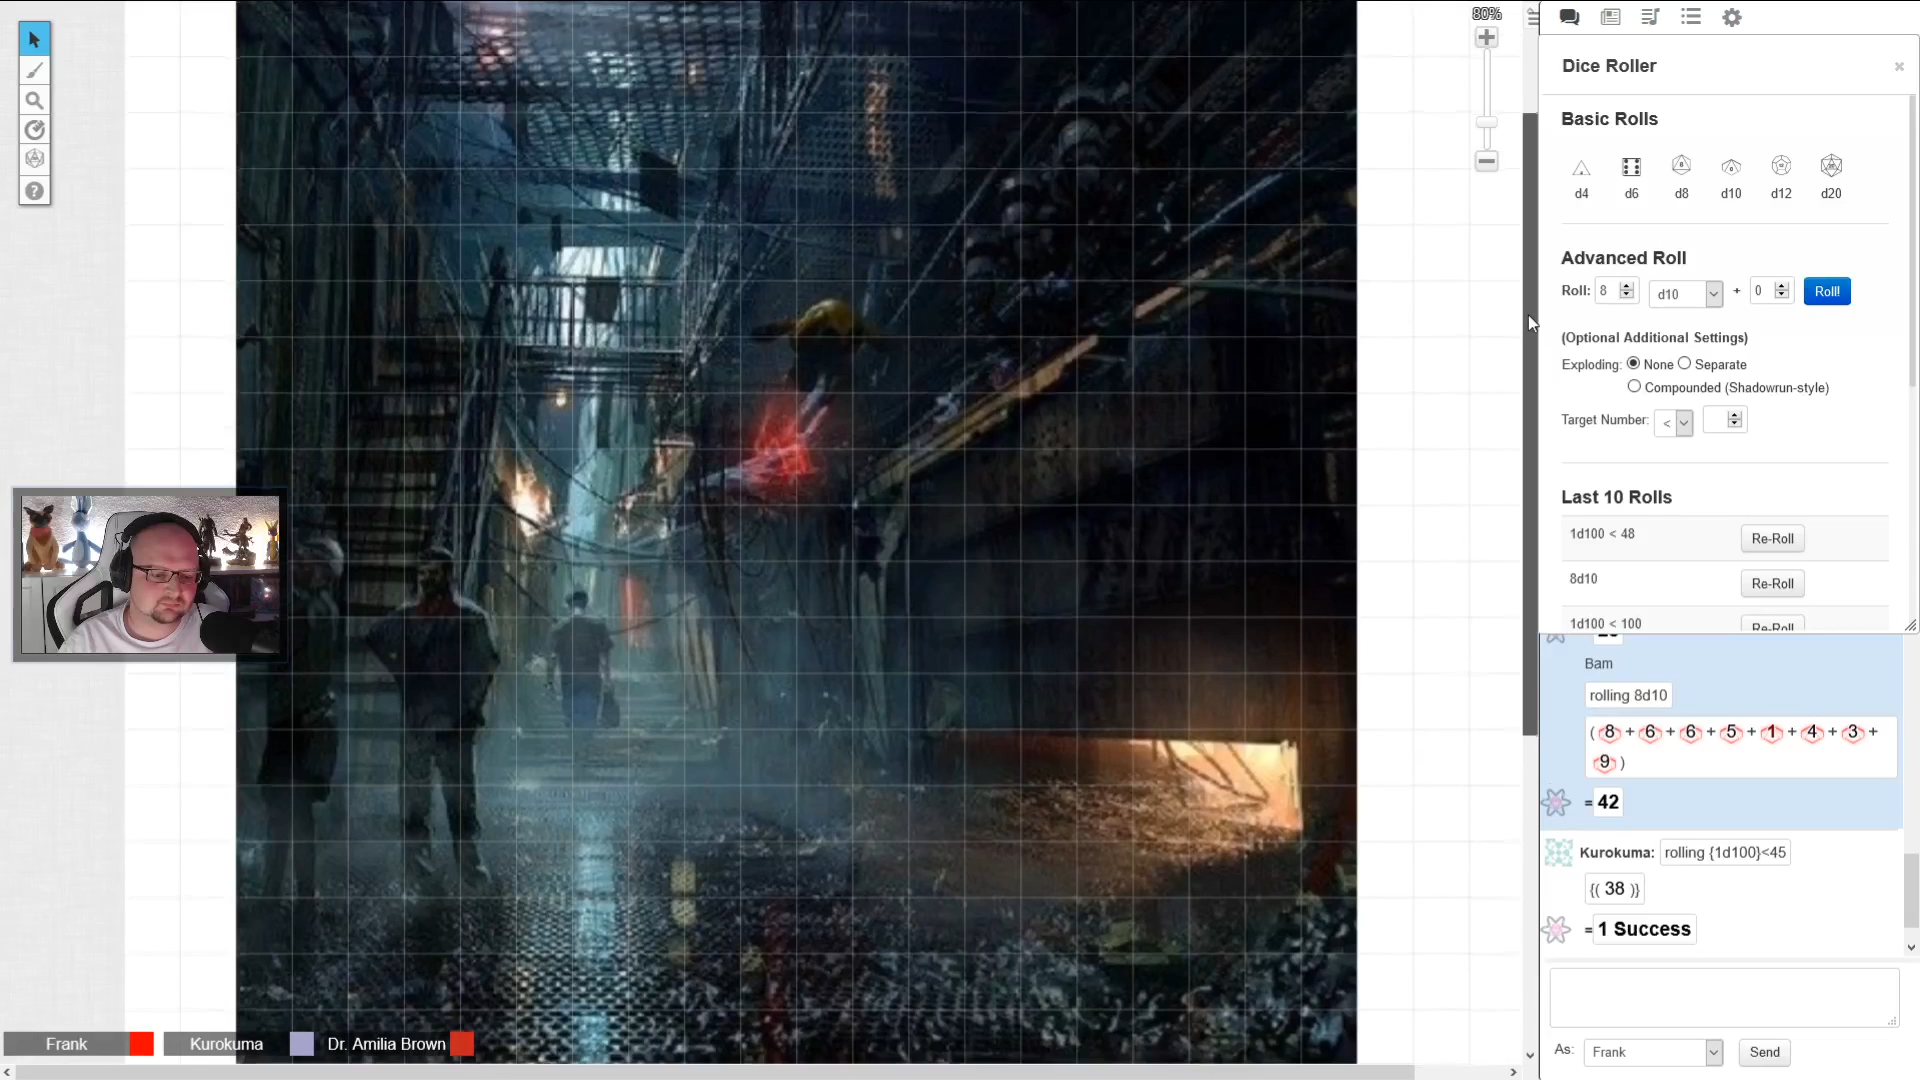 80%
Dice Roller
Basic Rolls
d4 d6 d8 d10 d12 d20
Advanced Roll
Roll: 8 d10 + 0 Roll!
(Optional Additional Settings)
Exploding: None Separate
Compounded (Shadowrun-style)
Target Number: <
Last 10 Rolls
1d100 < 48 Re-Roll
8d10 Re-Roll
1d100 < 100 Re-Roll
Bam
rolling 8d10
( 8 + 6 + 6 + 5 + 1 + 4 + 3 +
9 )
= 42
Kurokuma: rolling {1d100}<45
{( 38 )}
= 1 Success
As: Frank Send
Frank Kurokuma Dr. Amilia Brown